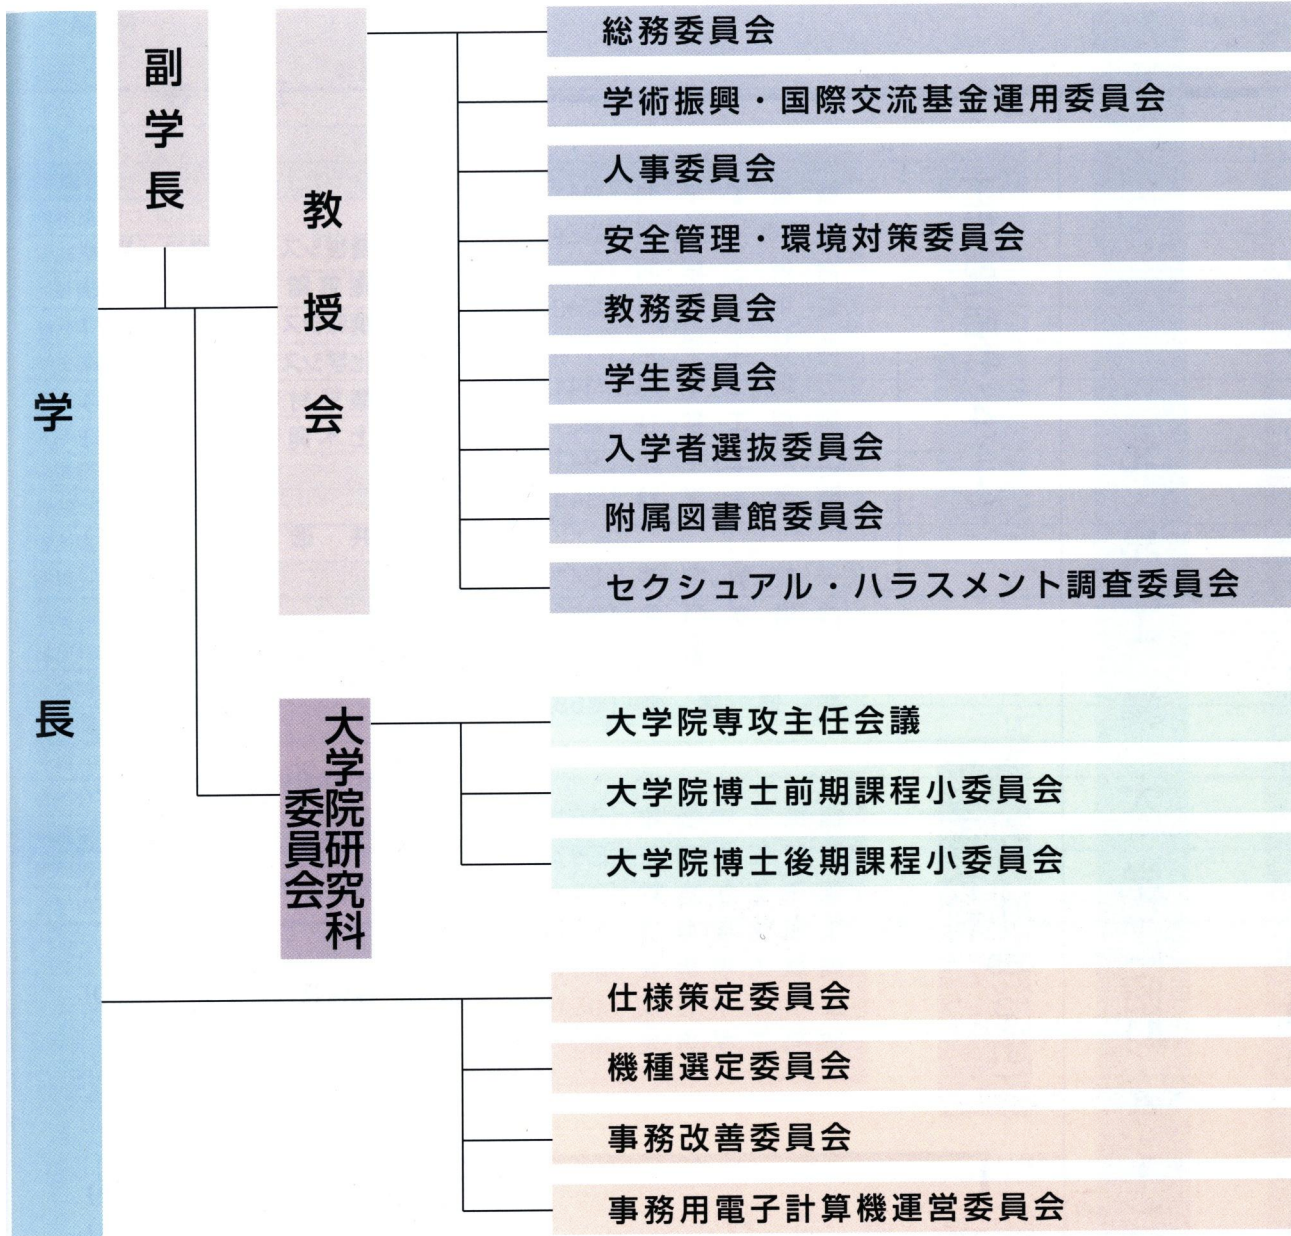 学長
副学長
教授会
総務委員会
学術振興・国際交流基金運用委員会
人事委員会
安全管理・環境対策委員会
教務委員会
学生委員会
入学者選抜委員会
附属図書館委員会
セクシュアル・ハラスメント調査委員会
大学院研究科
委員会
大学院専攻主任会議
大学院博士前期課程小委員会
大学院博士後期課程小委員会
仕様策定委員会
機種選定委員会
事務改善委員会
事務用電子計算機運営委員会